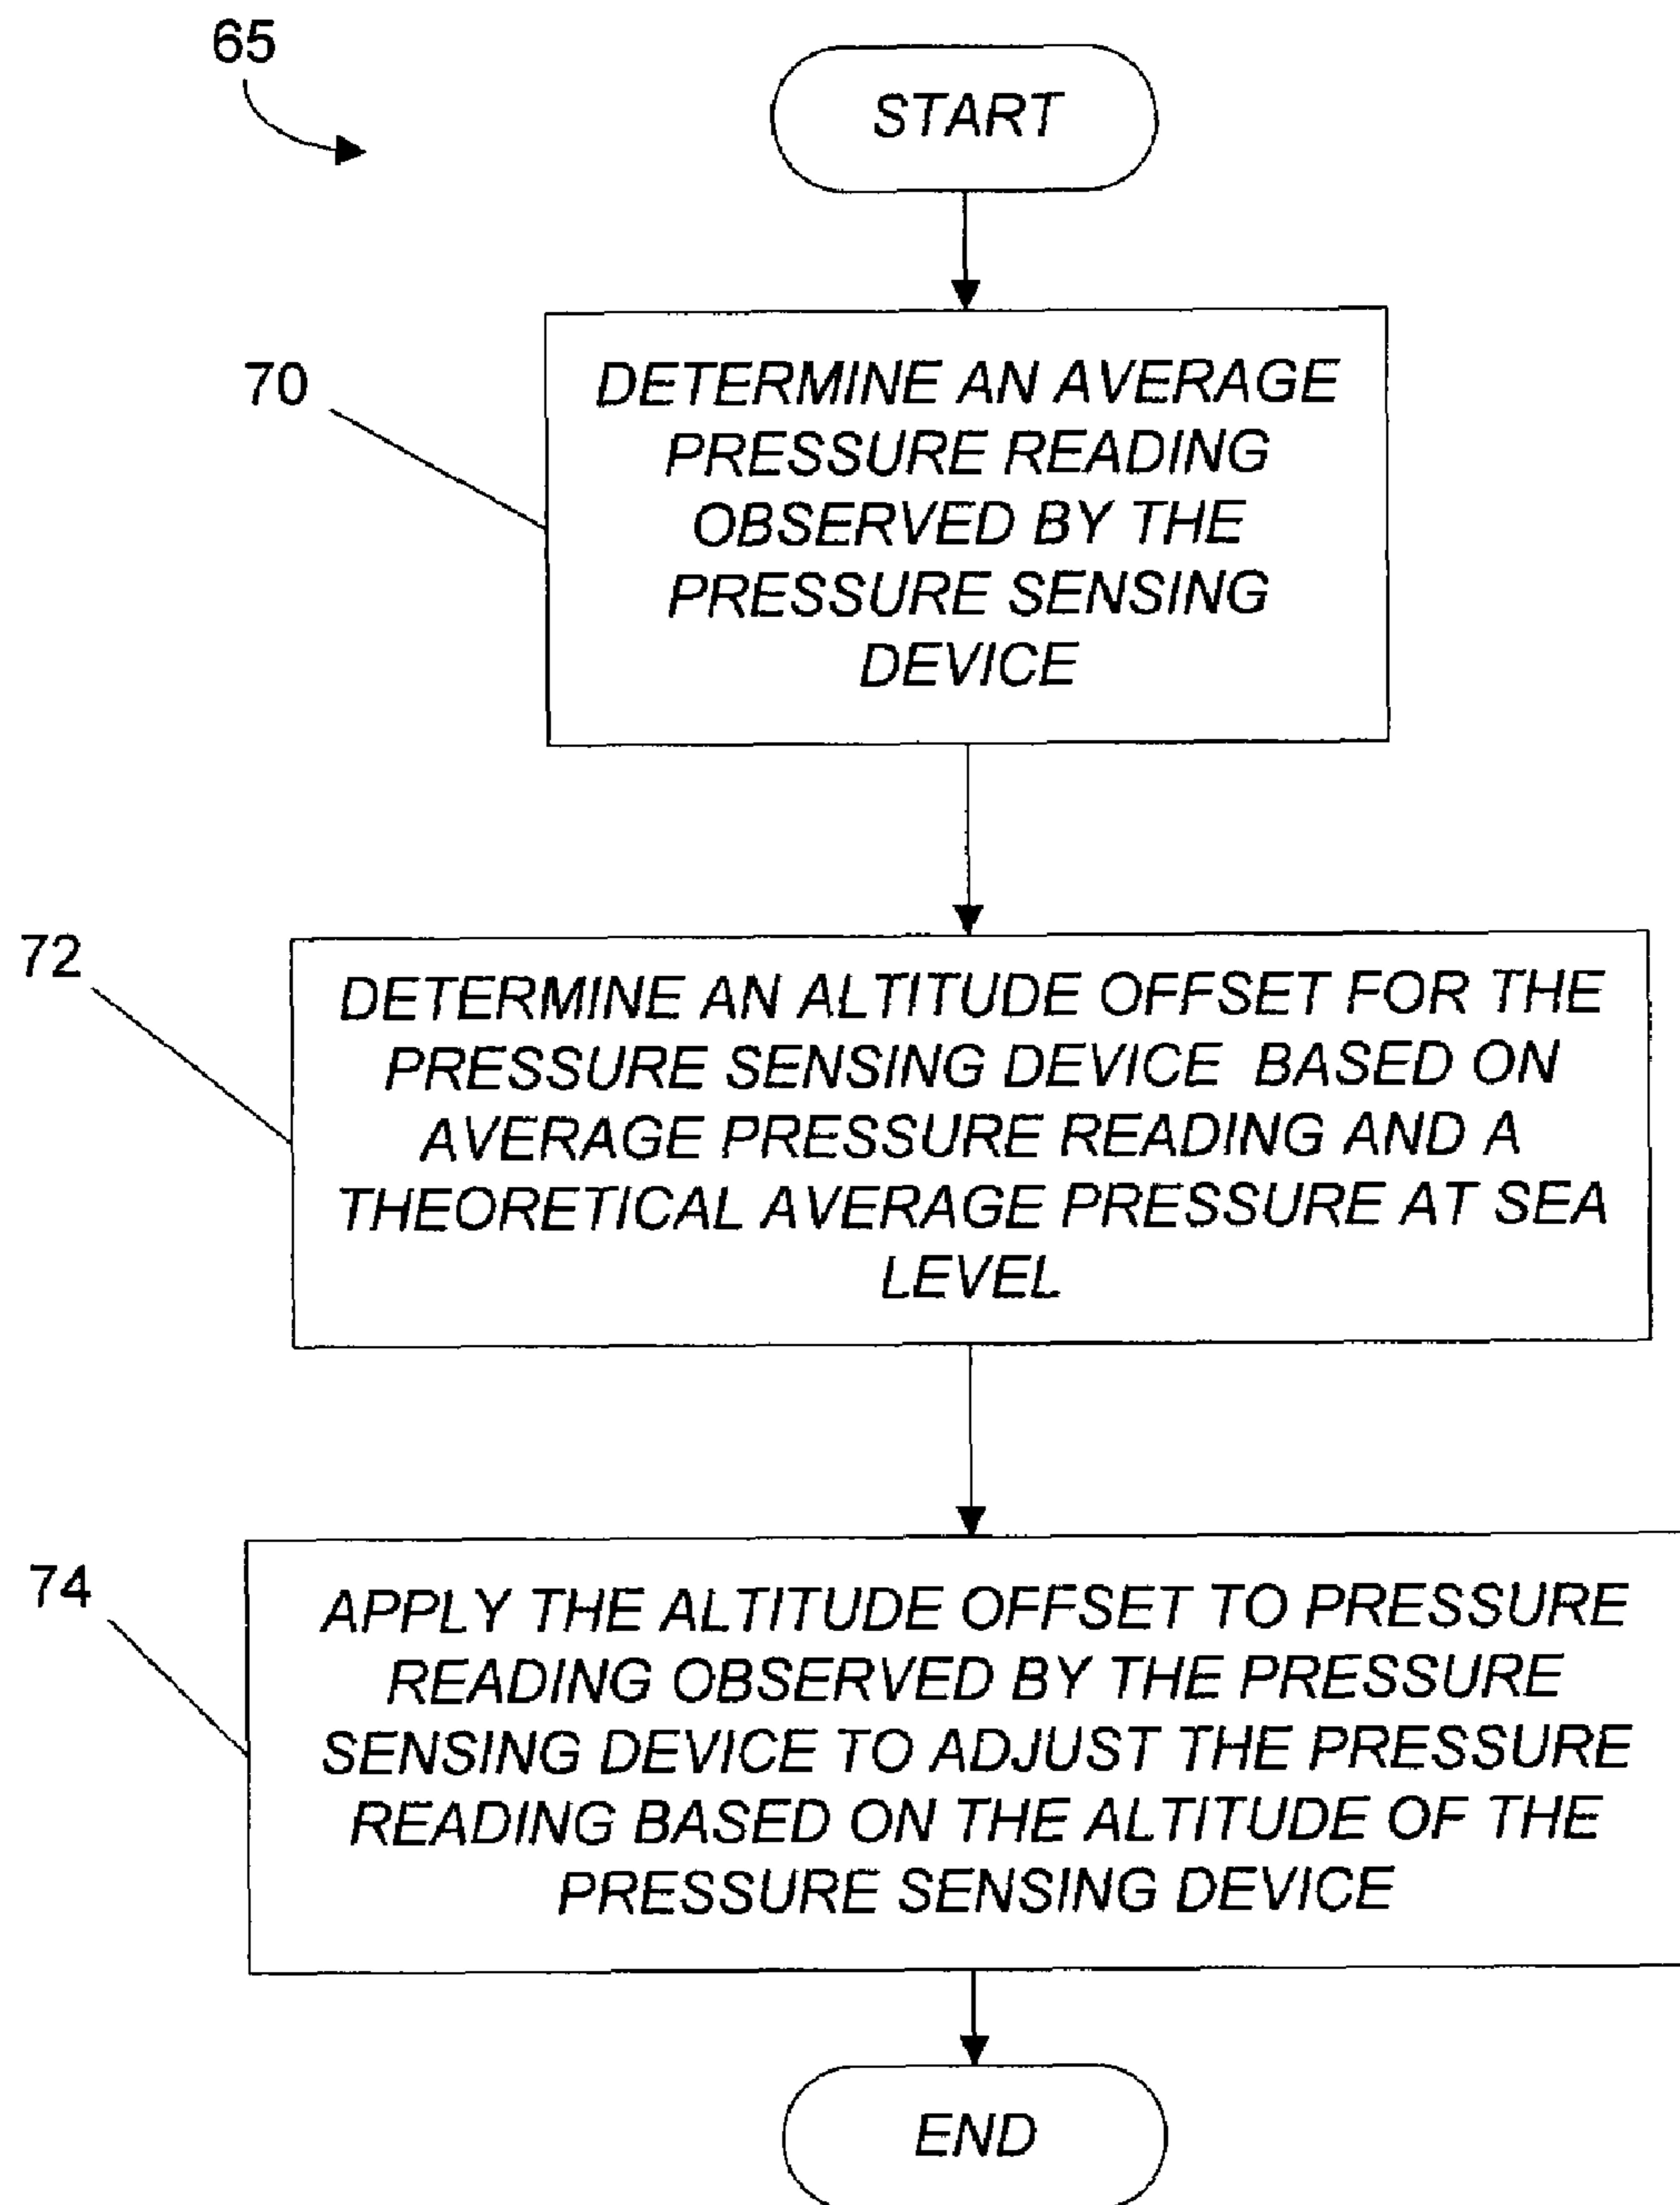 65
START
70
DETERMINE AN AVERAGE
PRESSURE READING
OBSERVED BY THE
PRESSURE SENSING
DEVICE
72
DETERMINE AN ALTITUDE OFFSET FOR THE
PRESSURE SENSING DEVICE BASED ON
AVERAGE PRESSURE READING AND A
THEORETICAL AVERAGE PRESSURE AT SEA
LEVEL
74
APPLY THE ALTITUDE OFFSET TO PRESSURE
READING OBSERVED BY THE PRESSURE
SENSING DEVICE TO ADJUST THE PRESSURE
READING BASED ON THE ALTITUDE OF THE
PRESSURE SENSING DEVICE
END